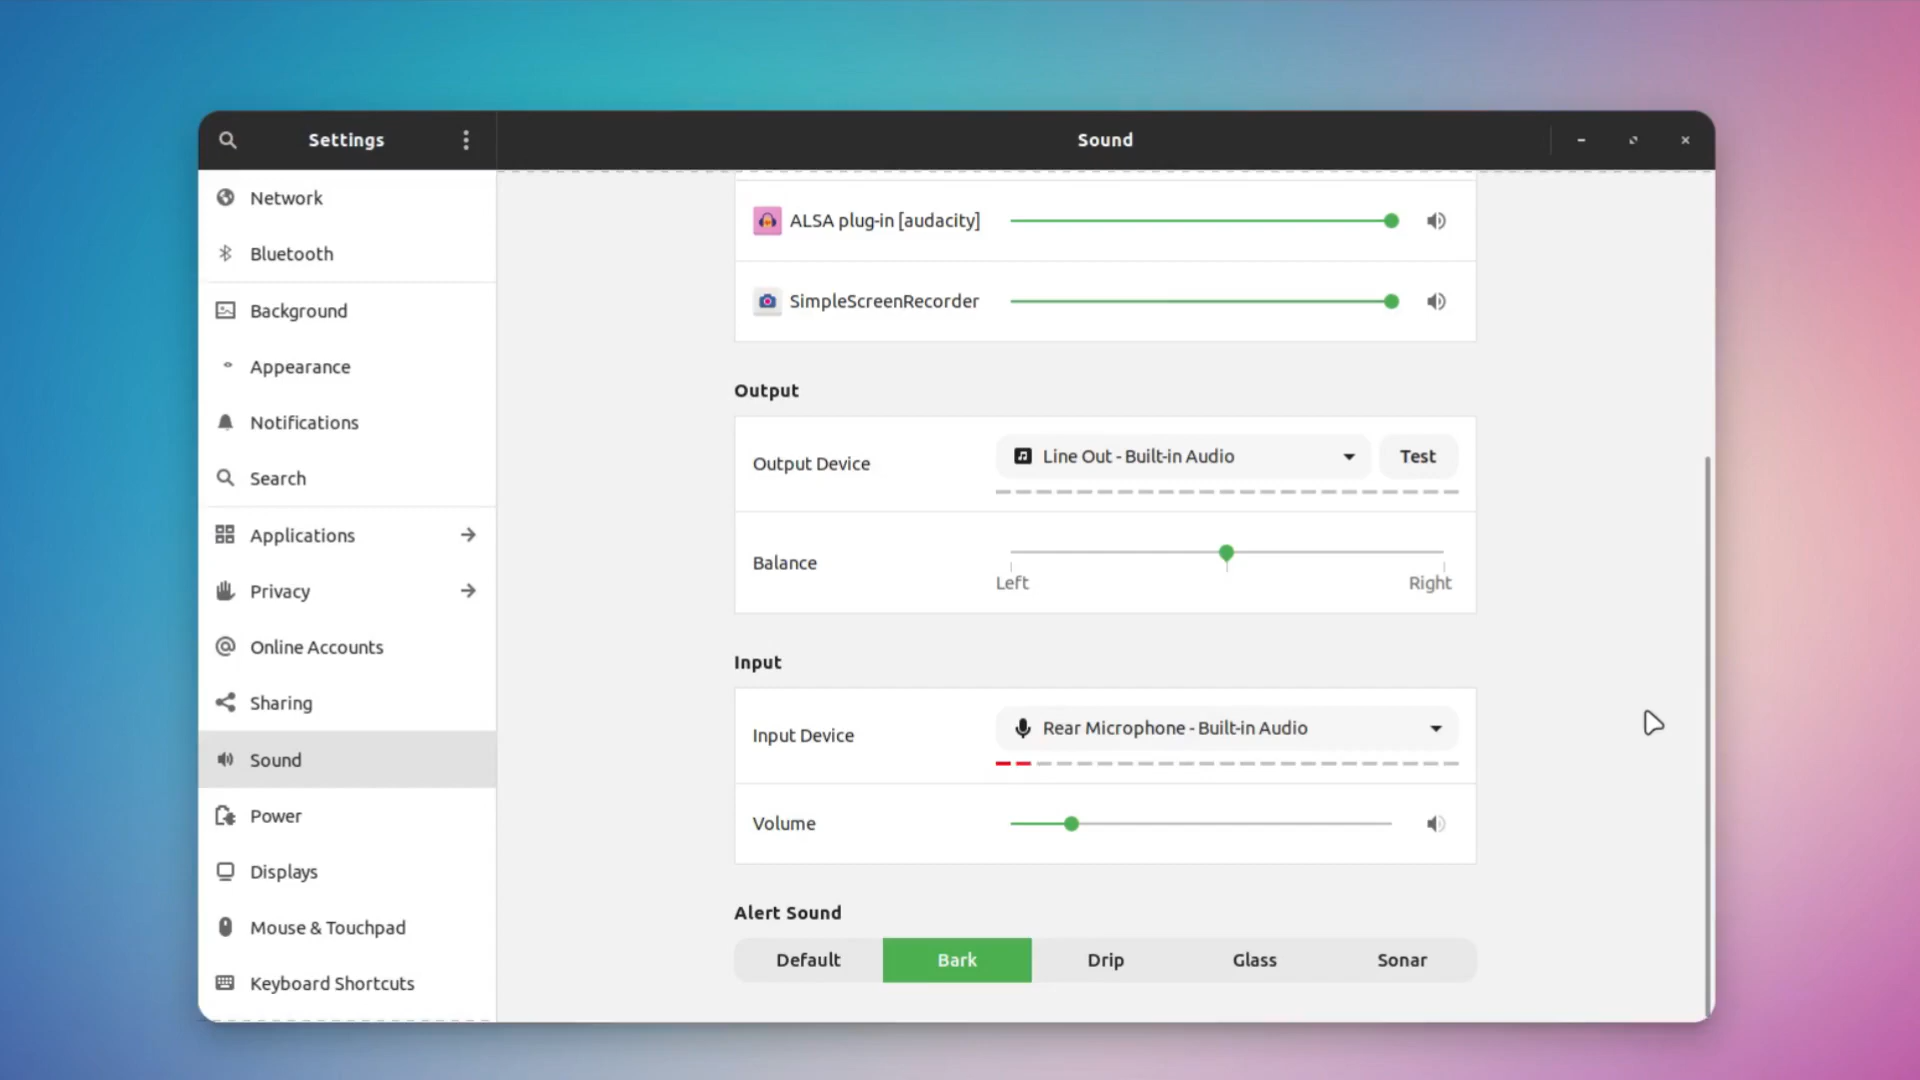 Settings
Sound
Network
Bluetooth
Background
Appearance
Notifications
Search
Applications
Privacy
Online Accounts
Sharing
Sound
Power
Displays
Mouse & Touchpad
Keyboard Shortcuts
ALSA plug-in [audacity]
SimpleScreenRecorder
Output
Output Device
Line Out - Built-in Audio
Test
Balance
Left
Right
Input
Input Device
Rear Microphone - Built-in Audio
Volume
Alert Sound
Default
Bark
Drip
Glass
Sonar